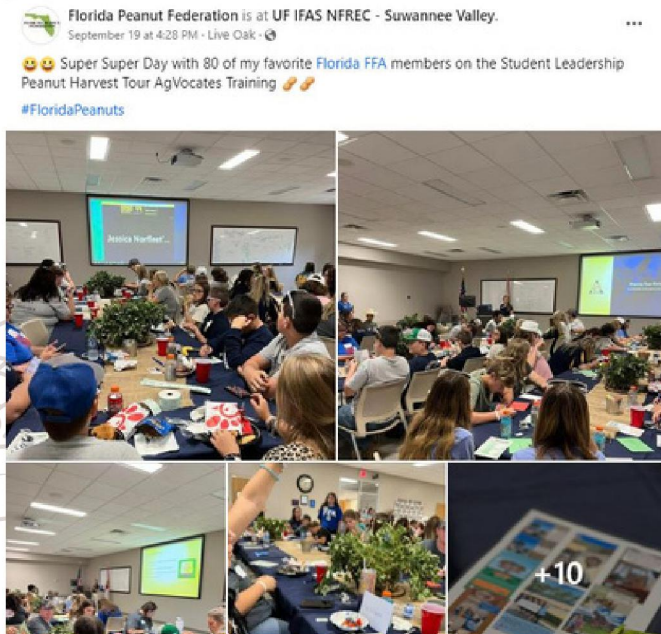 Florida Peanut Federation is at UF IFAS NFREC - Suwannee Valley.
September 19 at 4:28 PM · Live Oak ·
😀😀 Super Super Day with 80 of my favorite Florida FFA members on the Student Leadership
Peanut Harvest Tour AgVocates Training 🥜🥜
#FloridaPeanuts
+10